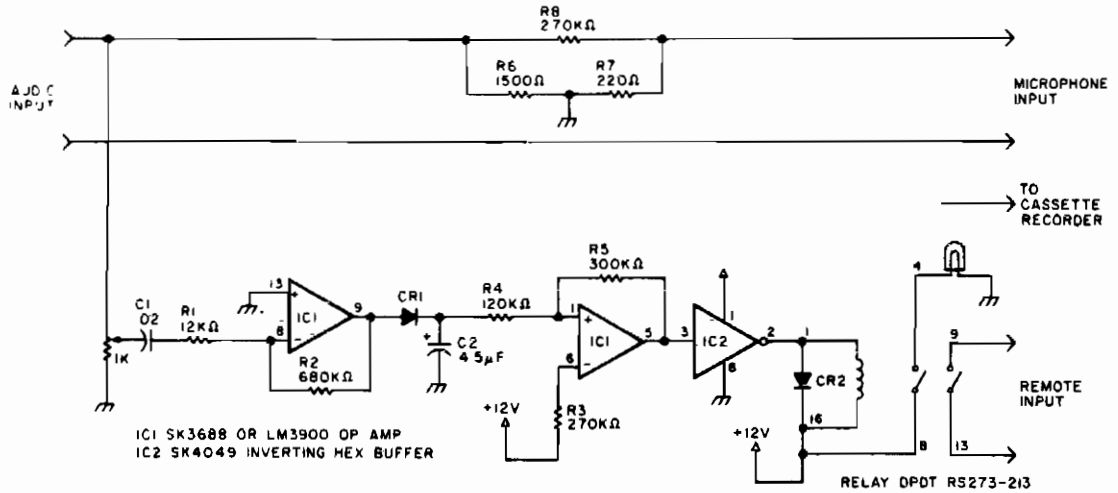 R8
270KΩ
R6
1500Ω
R7
220Ω
INPUT
MICROPHONE
INPUT
TO
CASSETTE
RECORDER
R5
300KΩ
4
13
+
C1
.02
R1
12KΩ
IC1
9
CR1
R4
120KΩ
1
+
1
-
8
-
+
C2
4.5µF
IC1
5
3
IC2
2
1
9
1K
R2
680KΩ
6
-
8
CR2
REMOTE
INPUT
+12V
R3
270KΩ
+12V
16
8
13
IC1 SK3688 OR LM3900 OP AMP
IC2 SK4049 INVERTING HEX BUFFER
RELAY DPDT RS273-213